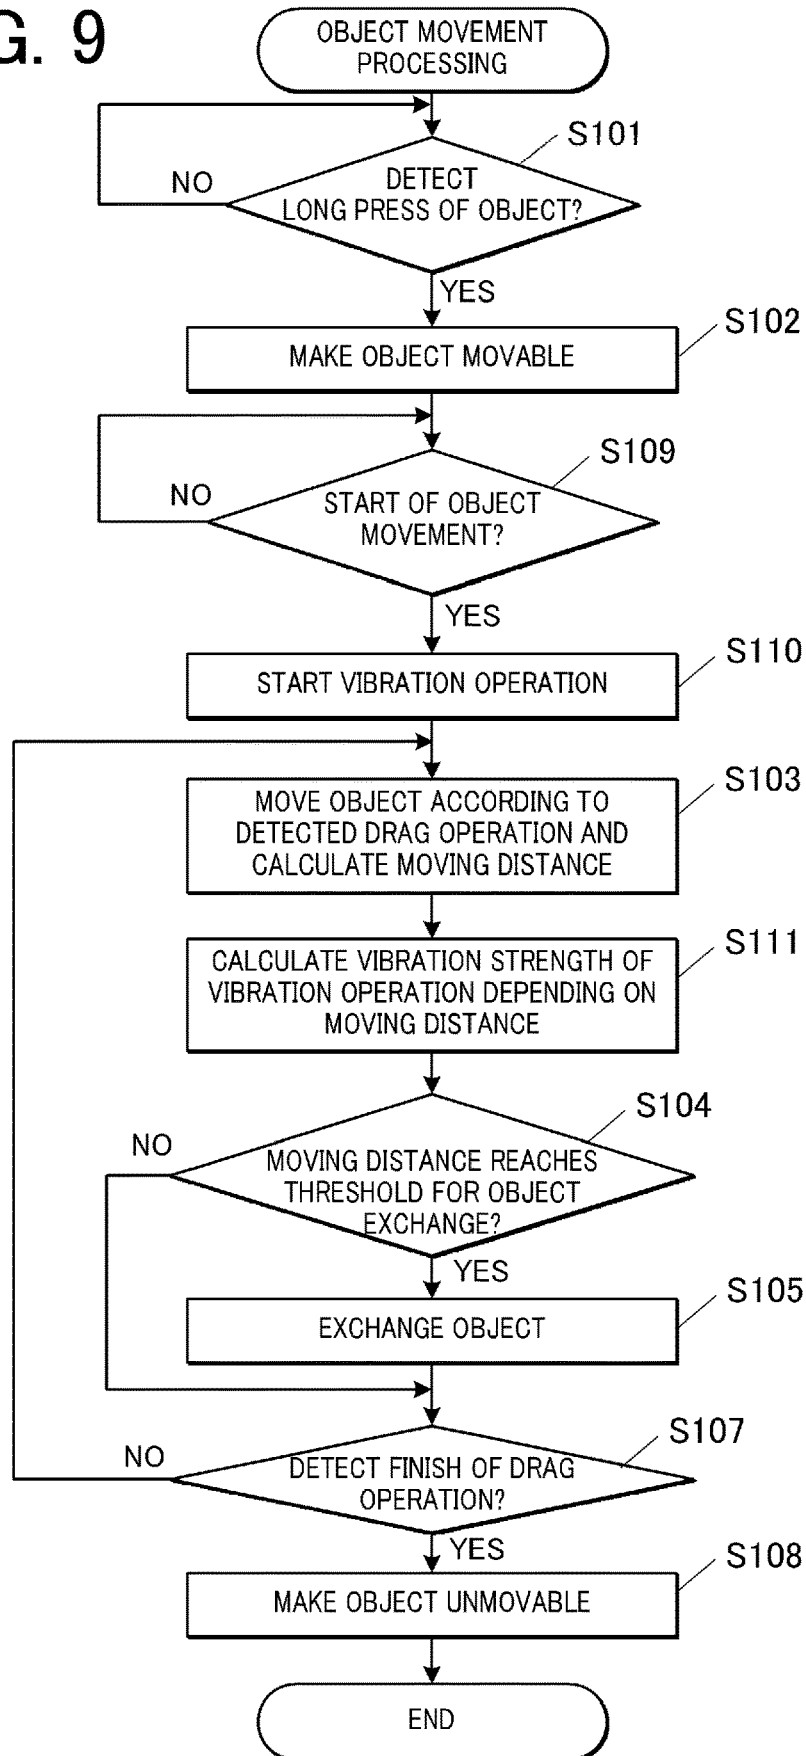 G. 9
OBJECT MOVEMENT
PROCESSING
S101
NO
DETECT
LONG PRESS OF OBJECT?
YES
S102
MAKE OBJECT MOVABLE
S109
NO
START OF OBJECT
MOVEMENT?
YES
S110
START VIBRATION OPERATION
S103
MOVE OBJECT ACCORDING TO
DETECTED DRAG OPERATION AND
CALCULATE MOVING DISTANCE
S111
CALCULATE VIBRATION STRENGTH OF
VIBRATION OPERATION DEPENDING ON
MOVING DISTANCE
S104
NO
MOVING DISTANCE REACHES
THRESHOLD FOR OBJECT
EXCHANGE?
YES
S105
EXCHANGE OBJECT
S107
NO
DETECT FINISH OF DRAG
OPERATION?
YES
S108
MAKE OBJECT UNMOVABLE
END